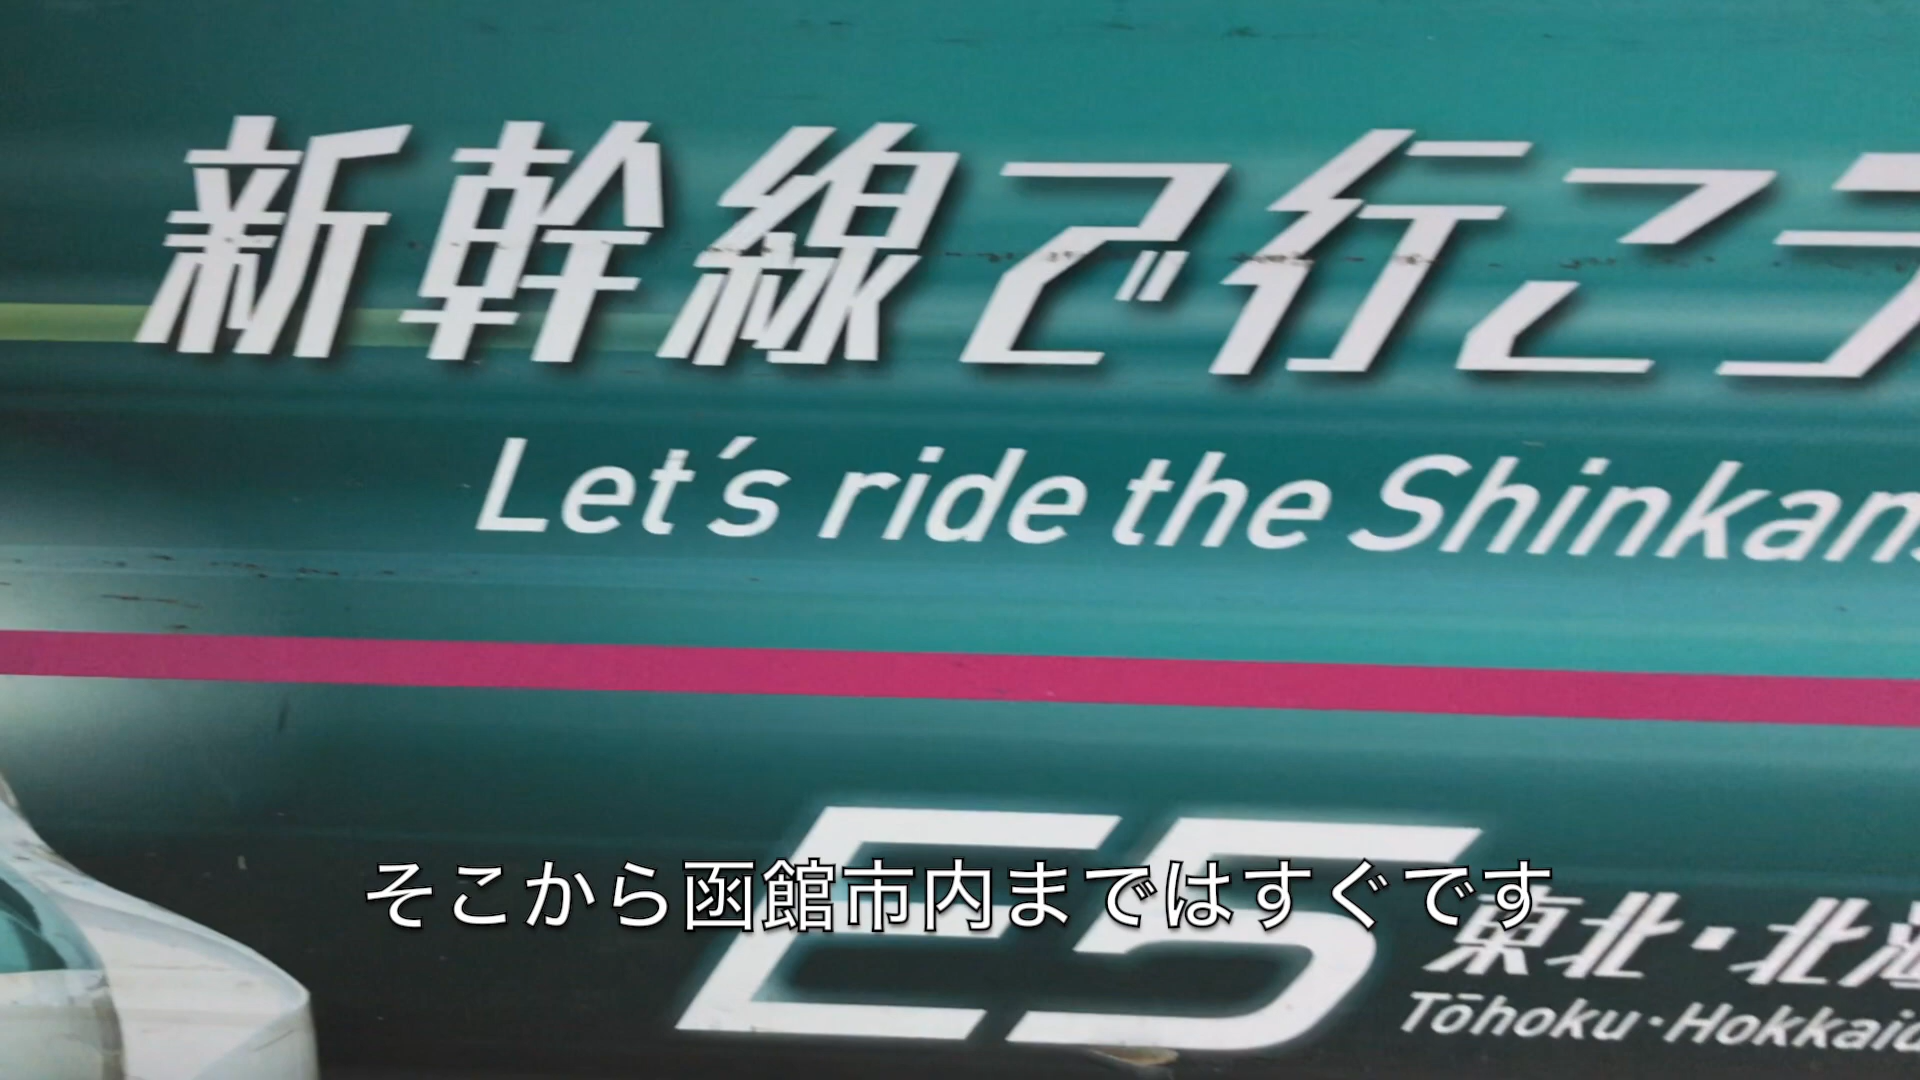 新幹線で行こう
Let's ride the Shinkans
E5
そこから函館市内まではすぐです
東北・北海
Tōhoku・Hokkaid